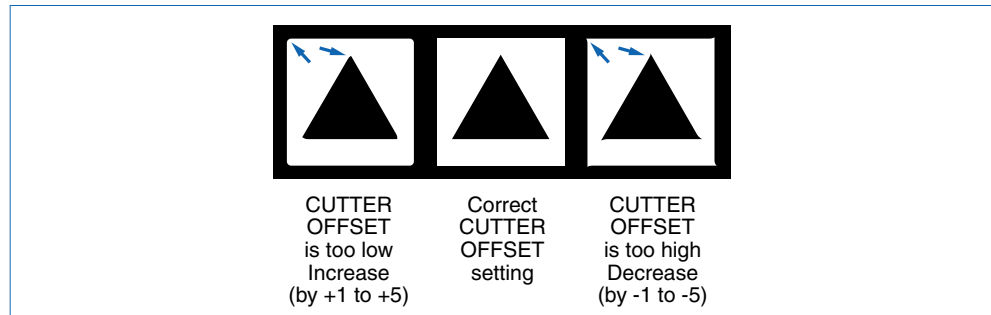 CUTTER
OFFSET
is too low
Increase
(by +1 to +5)
Correct
CUTTER
OFFSET
setting
CUTTER
OFFSET
is too high
Decrease
(by -1 to -5)